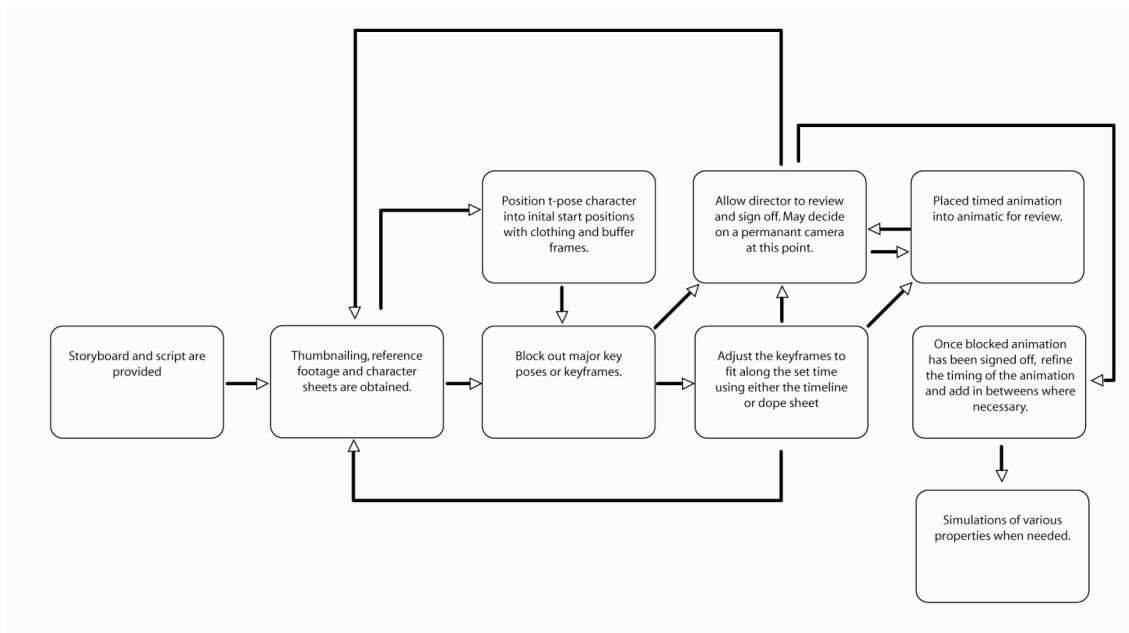 Position t-pose character
into inital start positions
with clothing and buffer
frames.
Allow director to review
and sign off. May decide
on a permanant camera
at this point.
Placed timed animation
into animatic for review.
Storyboard and script are
provided
Thumbnailing, reference
footage and character
sheets are obtained.
Block out major key
poses or keyframes.
Adjust the keyframes to
fit along the set time
using either the timeline
or dope sheet
Once blocked animation
has been signed off, refine
the timing of the animation
and add in betweens where
necessary.
Simulations of various
properties when needed.